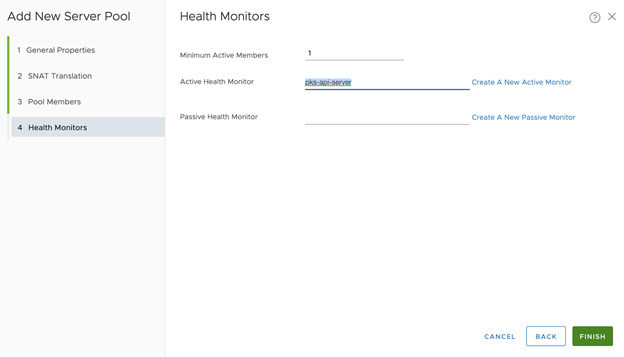 Add New Server Pool
1 General Properties
2 SNAT Translation
3 Pool Members
4 Health Monitors
Health Monitors
Minimum Active Members 1
Active Health Monitor pks-api-server Create A New Active Monitor
Passive Health Monitor Create A New Passive Monitor
CANCEL BACK FINISH